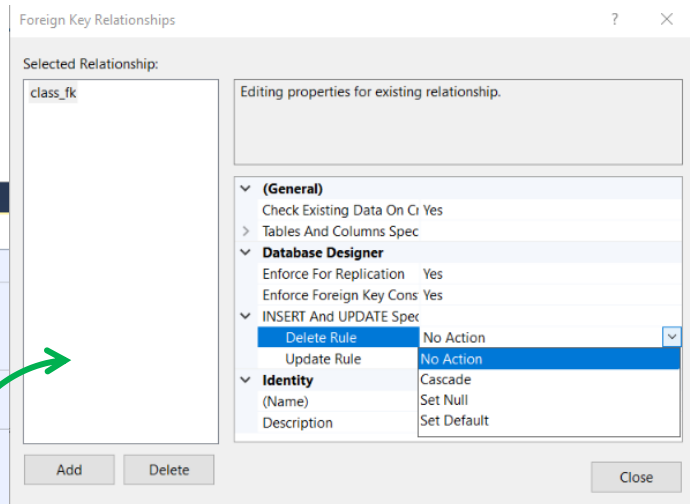 Foreign Key Relationships ?
Selected Relationship:
class_fk
Editing properties for existing relationship.
(General)
Check Existing Data On Cr Yes
Tables And Columns Spec
Database Designer
Enforce For Replication Yes
Enforce Foreign Key Cons Yes
INSERT And UPDATE Spec
Delete Rule No Action
Update Rule No Action
Identity Cascade
(Name) Set Null
Description Set Default
Add Delete
Close